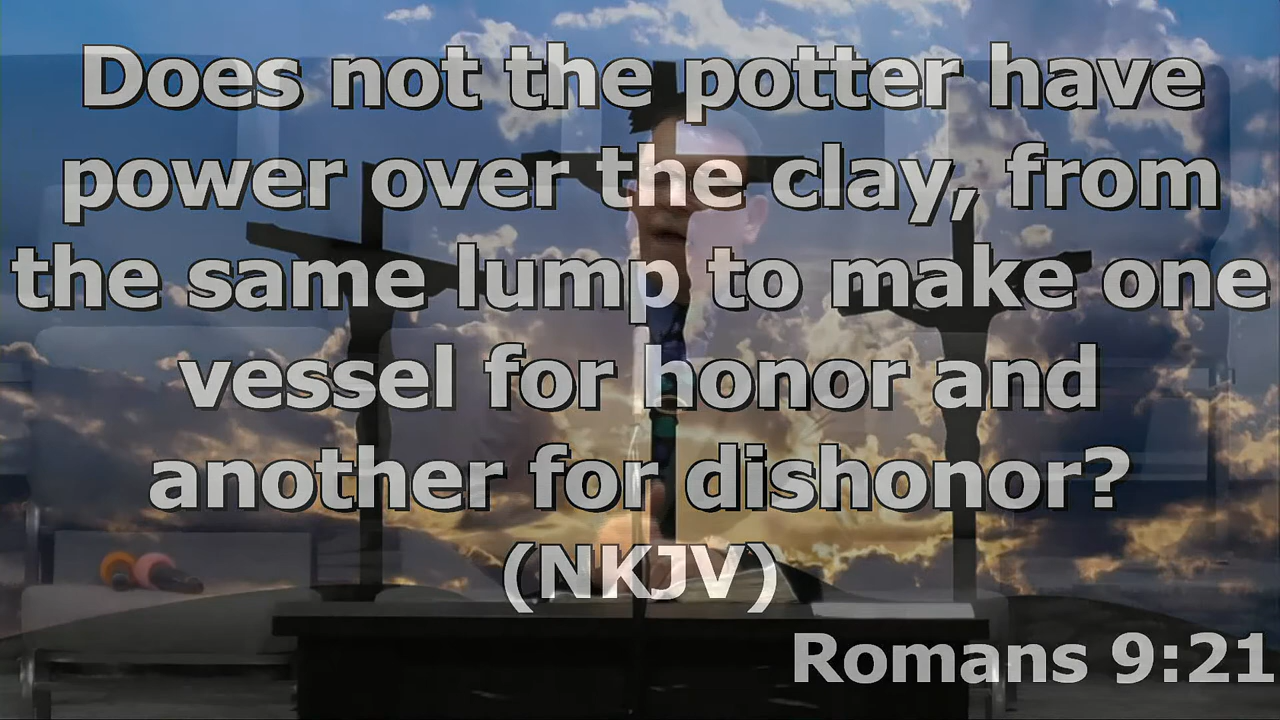 Does not the potter have
power over the clay, from
the same lump to make one
vessel for honor and
another for dishonor?
(NKJV)
Romans 9:21